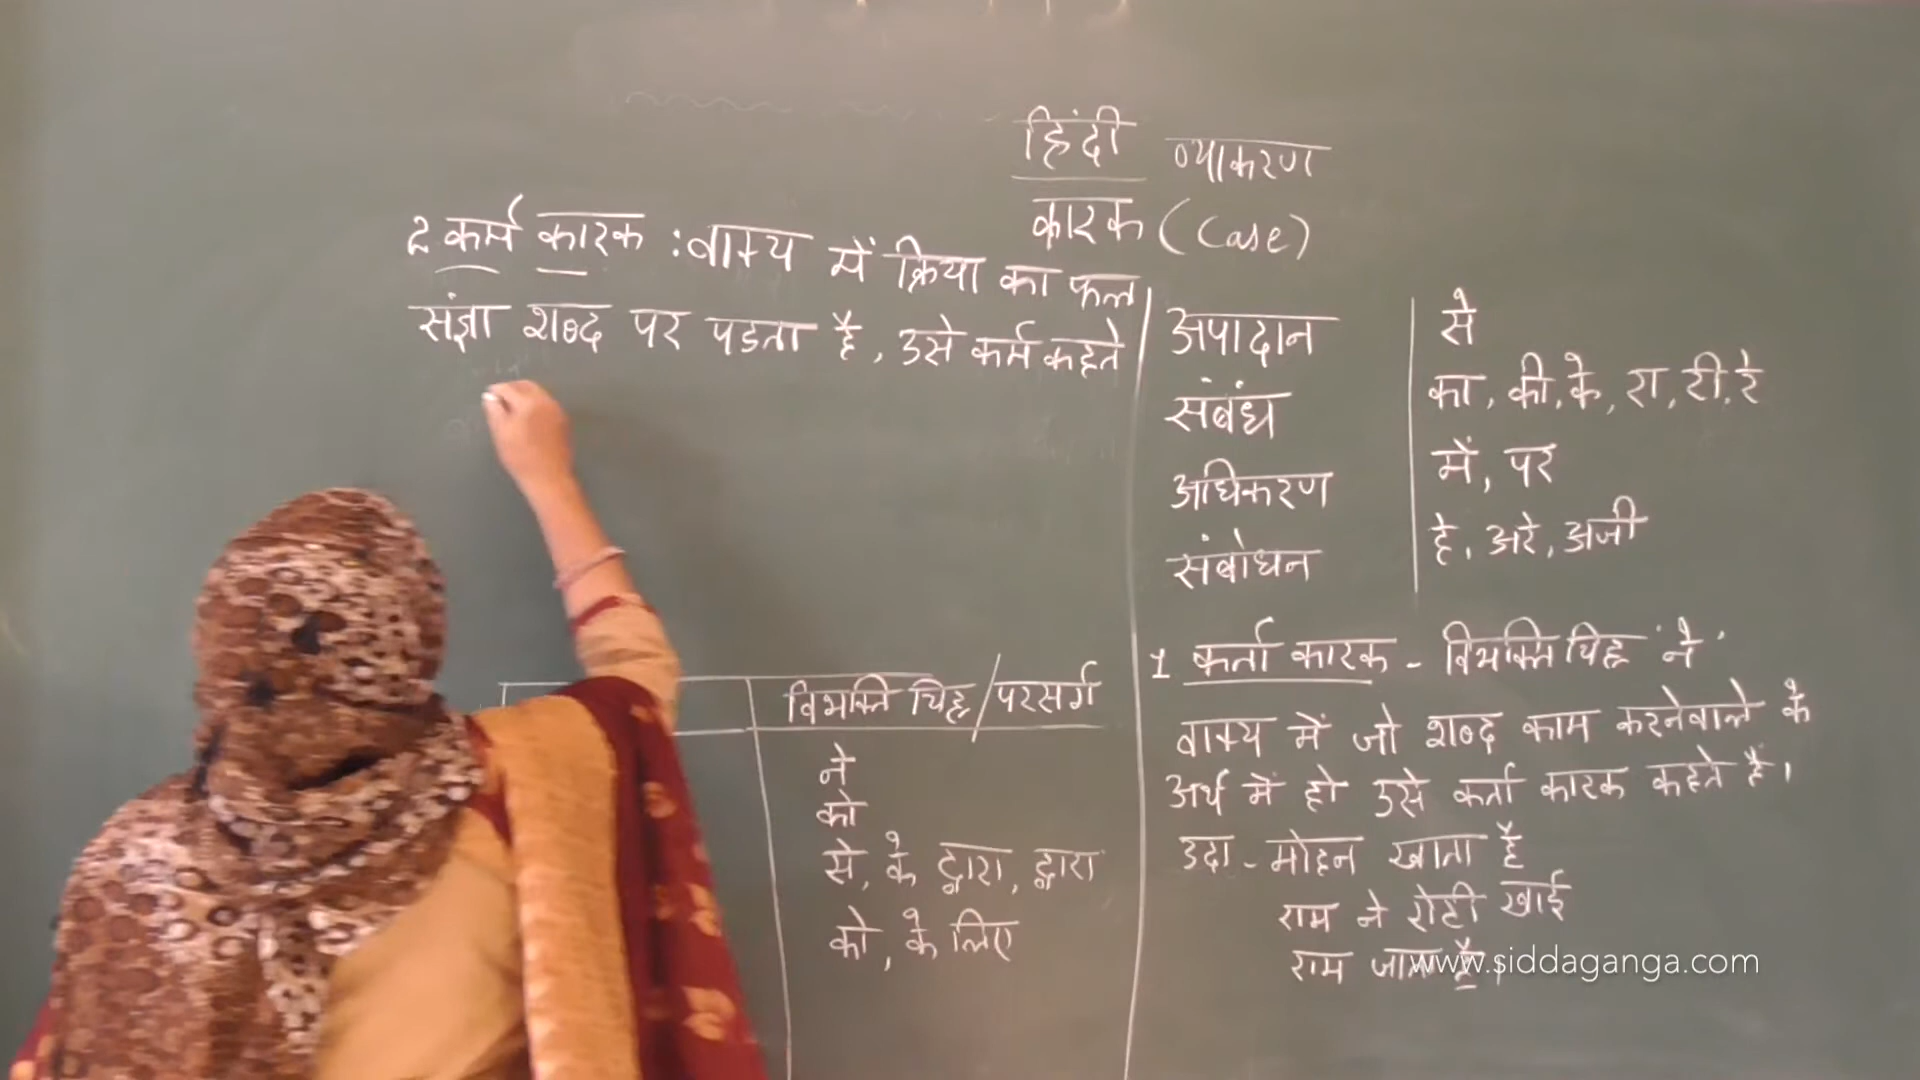 हिंदी व्याकरण
कारक (Case)
2 कर्म कारक : वाक्य में क्रिया का फल
संज्ञा शब्द पर पडता है, उसे कर्म कहते
विभक्ति चिह्न / परसर्ग
ने
को
से, के द्वारा, द्वारा
को, के लिए
अपादान से
संबंध का, की, के, रा, री, रे
अधिकरण में, पर
संबोधन हे, अरे, अजी
1 कर्ता कारक - विभक्ति चिह्न 'ने'
वाक्य में जो शब्द काम करनेवाले के
अर्थ में हो उसे कर्ता कारक कहते है।
उदा - मोहन खाता है
राम ने रोटी खाई
राम जाता है
www.siddaganga.com